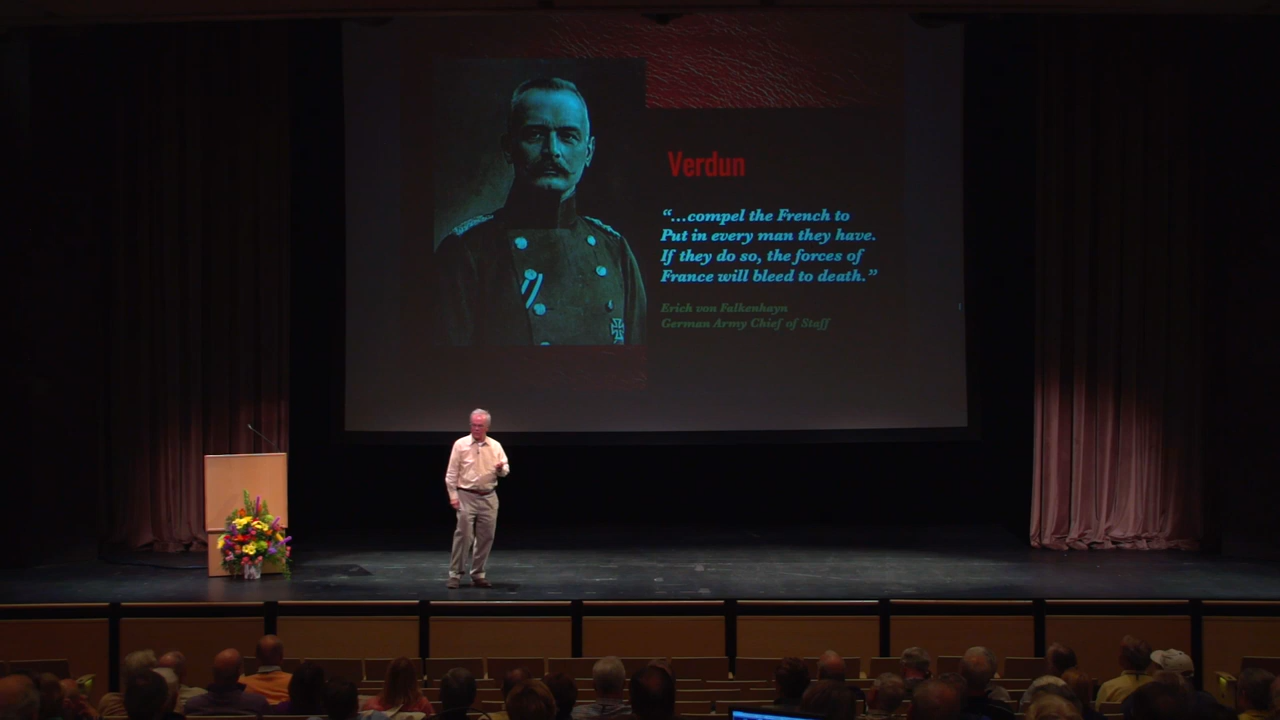 Verdun
“...compel the French to
Put in every man they have.
If they do so, the forces of
France will bleed to death.”
Erich von Falkenhayn
German Army Chief of Staff